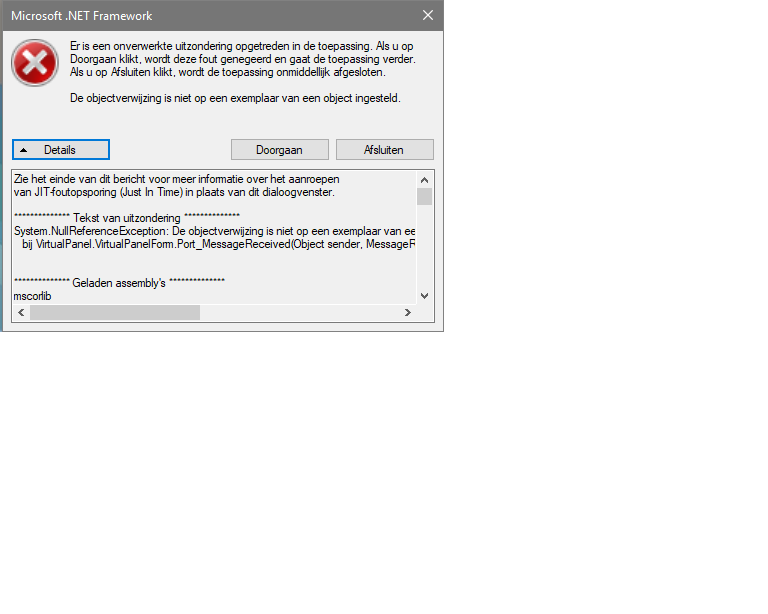 Microsoft .NET Framework
Er is een onverwerkte uitzondering opgetreden in de toepassing. Als u op
Doorgaan klikt, wordt deze fout genegeerd en gaat de toepassing verder.
Als u op Afsluiten klikt, wordt de toepassing onmiddellijk afgesloten.
De objectverwijzing is niet op een exemplaar van een object ingesteld.
Details
Doorgaan
Afsluiten
Zie het einde van dit bericht voor meer informatie over het aanroepen
van JIT-foutopsporing (Just In Time) in plaats van dit dialoogvenster.
************** Tekst van uitzondering **************
System.NullReferenceException: De objectverwijzing is niet op een exemplaar van ee
bij VirtualPanel.VirtualPanelForm.Port_MessageReceived(Object sender, MessageR
************** Geladen assembly's **************
mscorlib